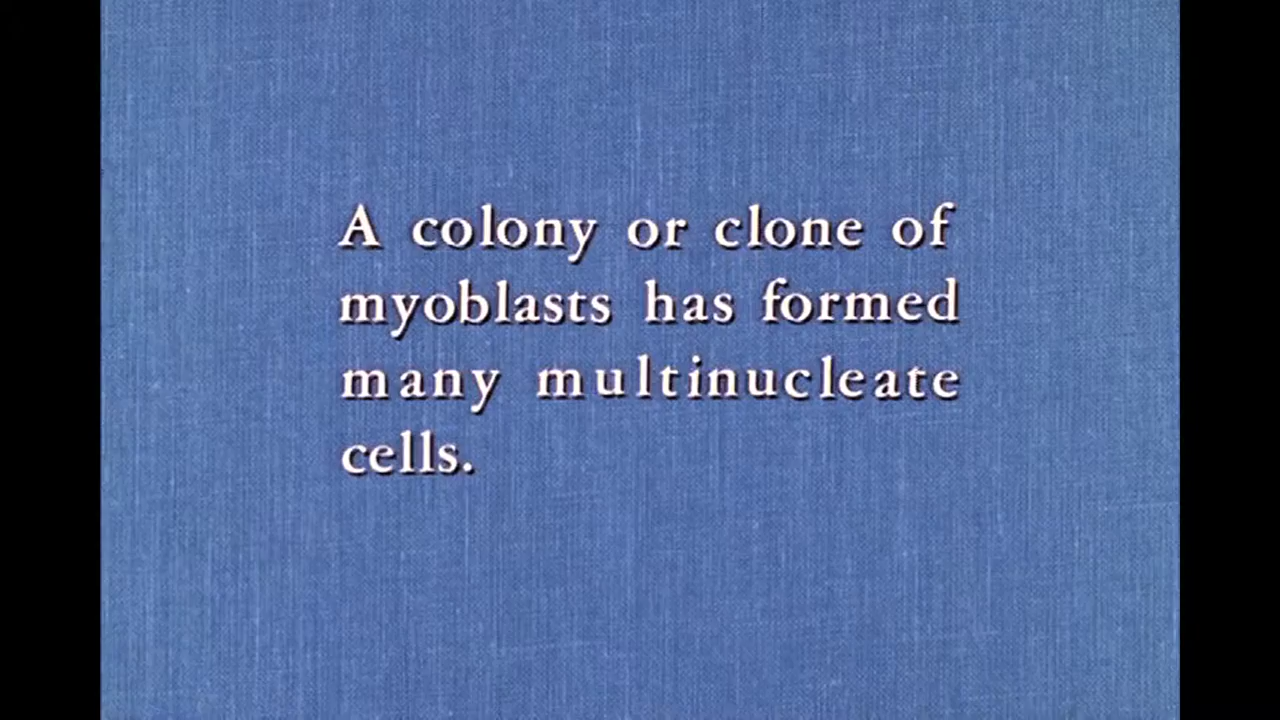 A colony or clone of
myoblasts has formed
many multinucleate
cells.